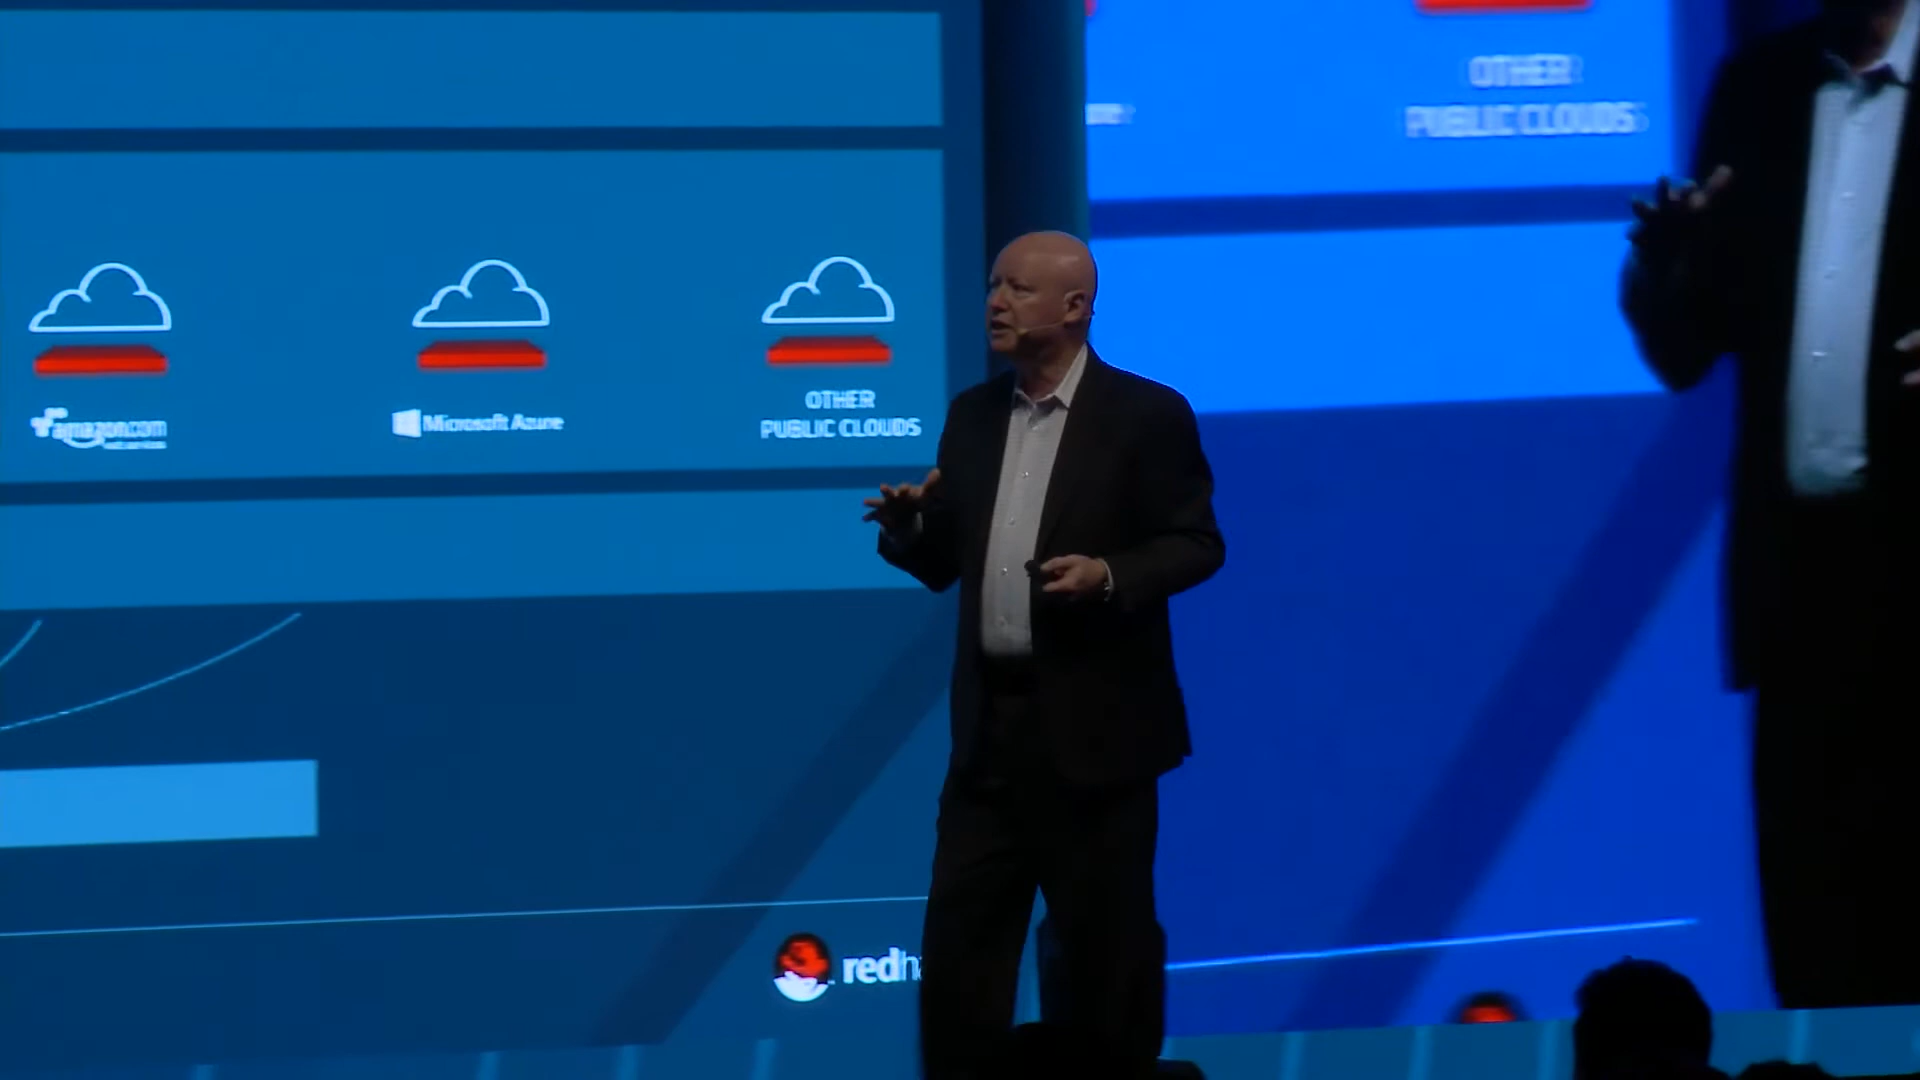 amazon.com
Microsoft Azure
OTHER
PUBLIC CLOUDS
red
OTHER
PUBLIC CLOUDS